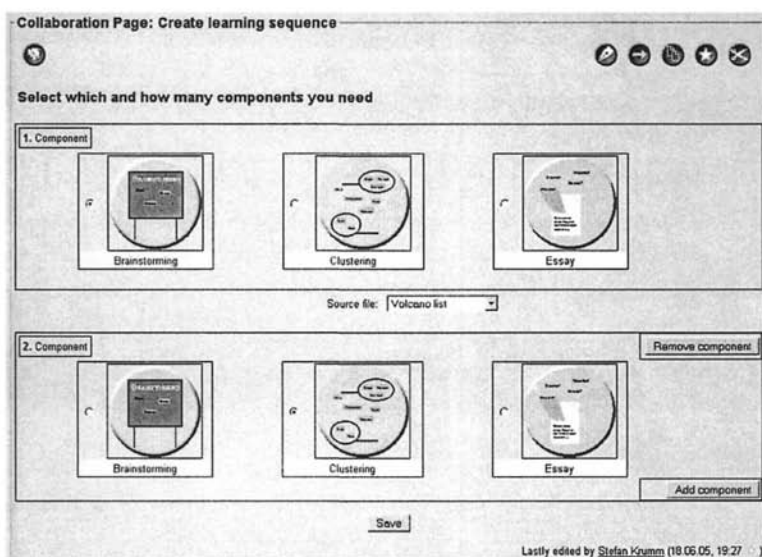 Collaboration Page: Create learning sequence
Select which and how many components you need
1. Component
Brainstorming
Clustering
Essay
Source file: Volcano list
2. Component
Remove component
Brainstorming
Clustering
Essay
Add component
Save
Lastly edited by Stefan Krumm (18.06.05, 19:27